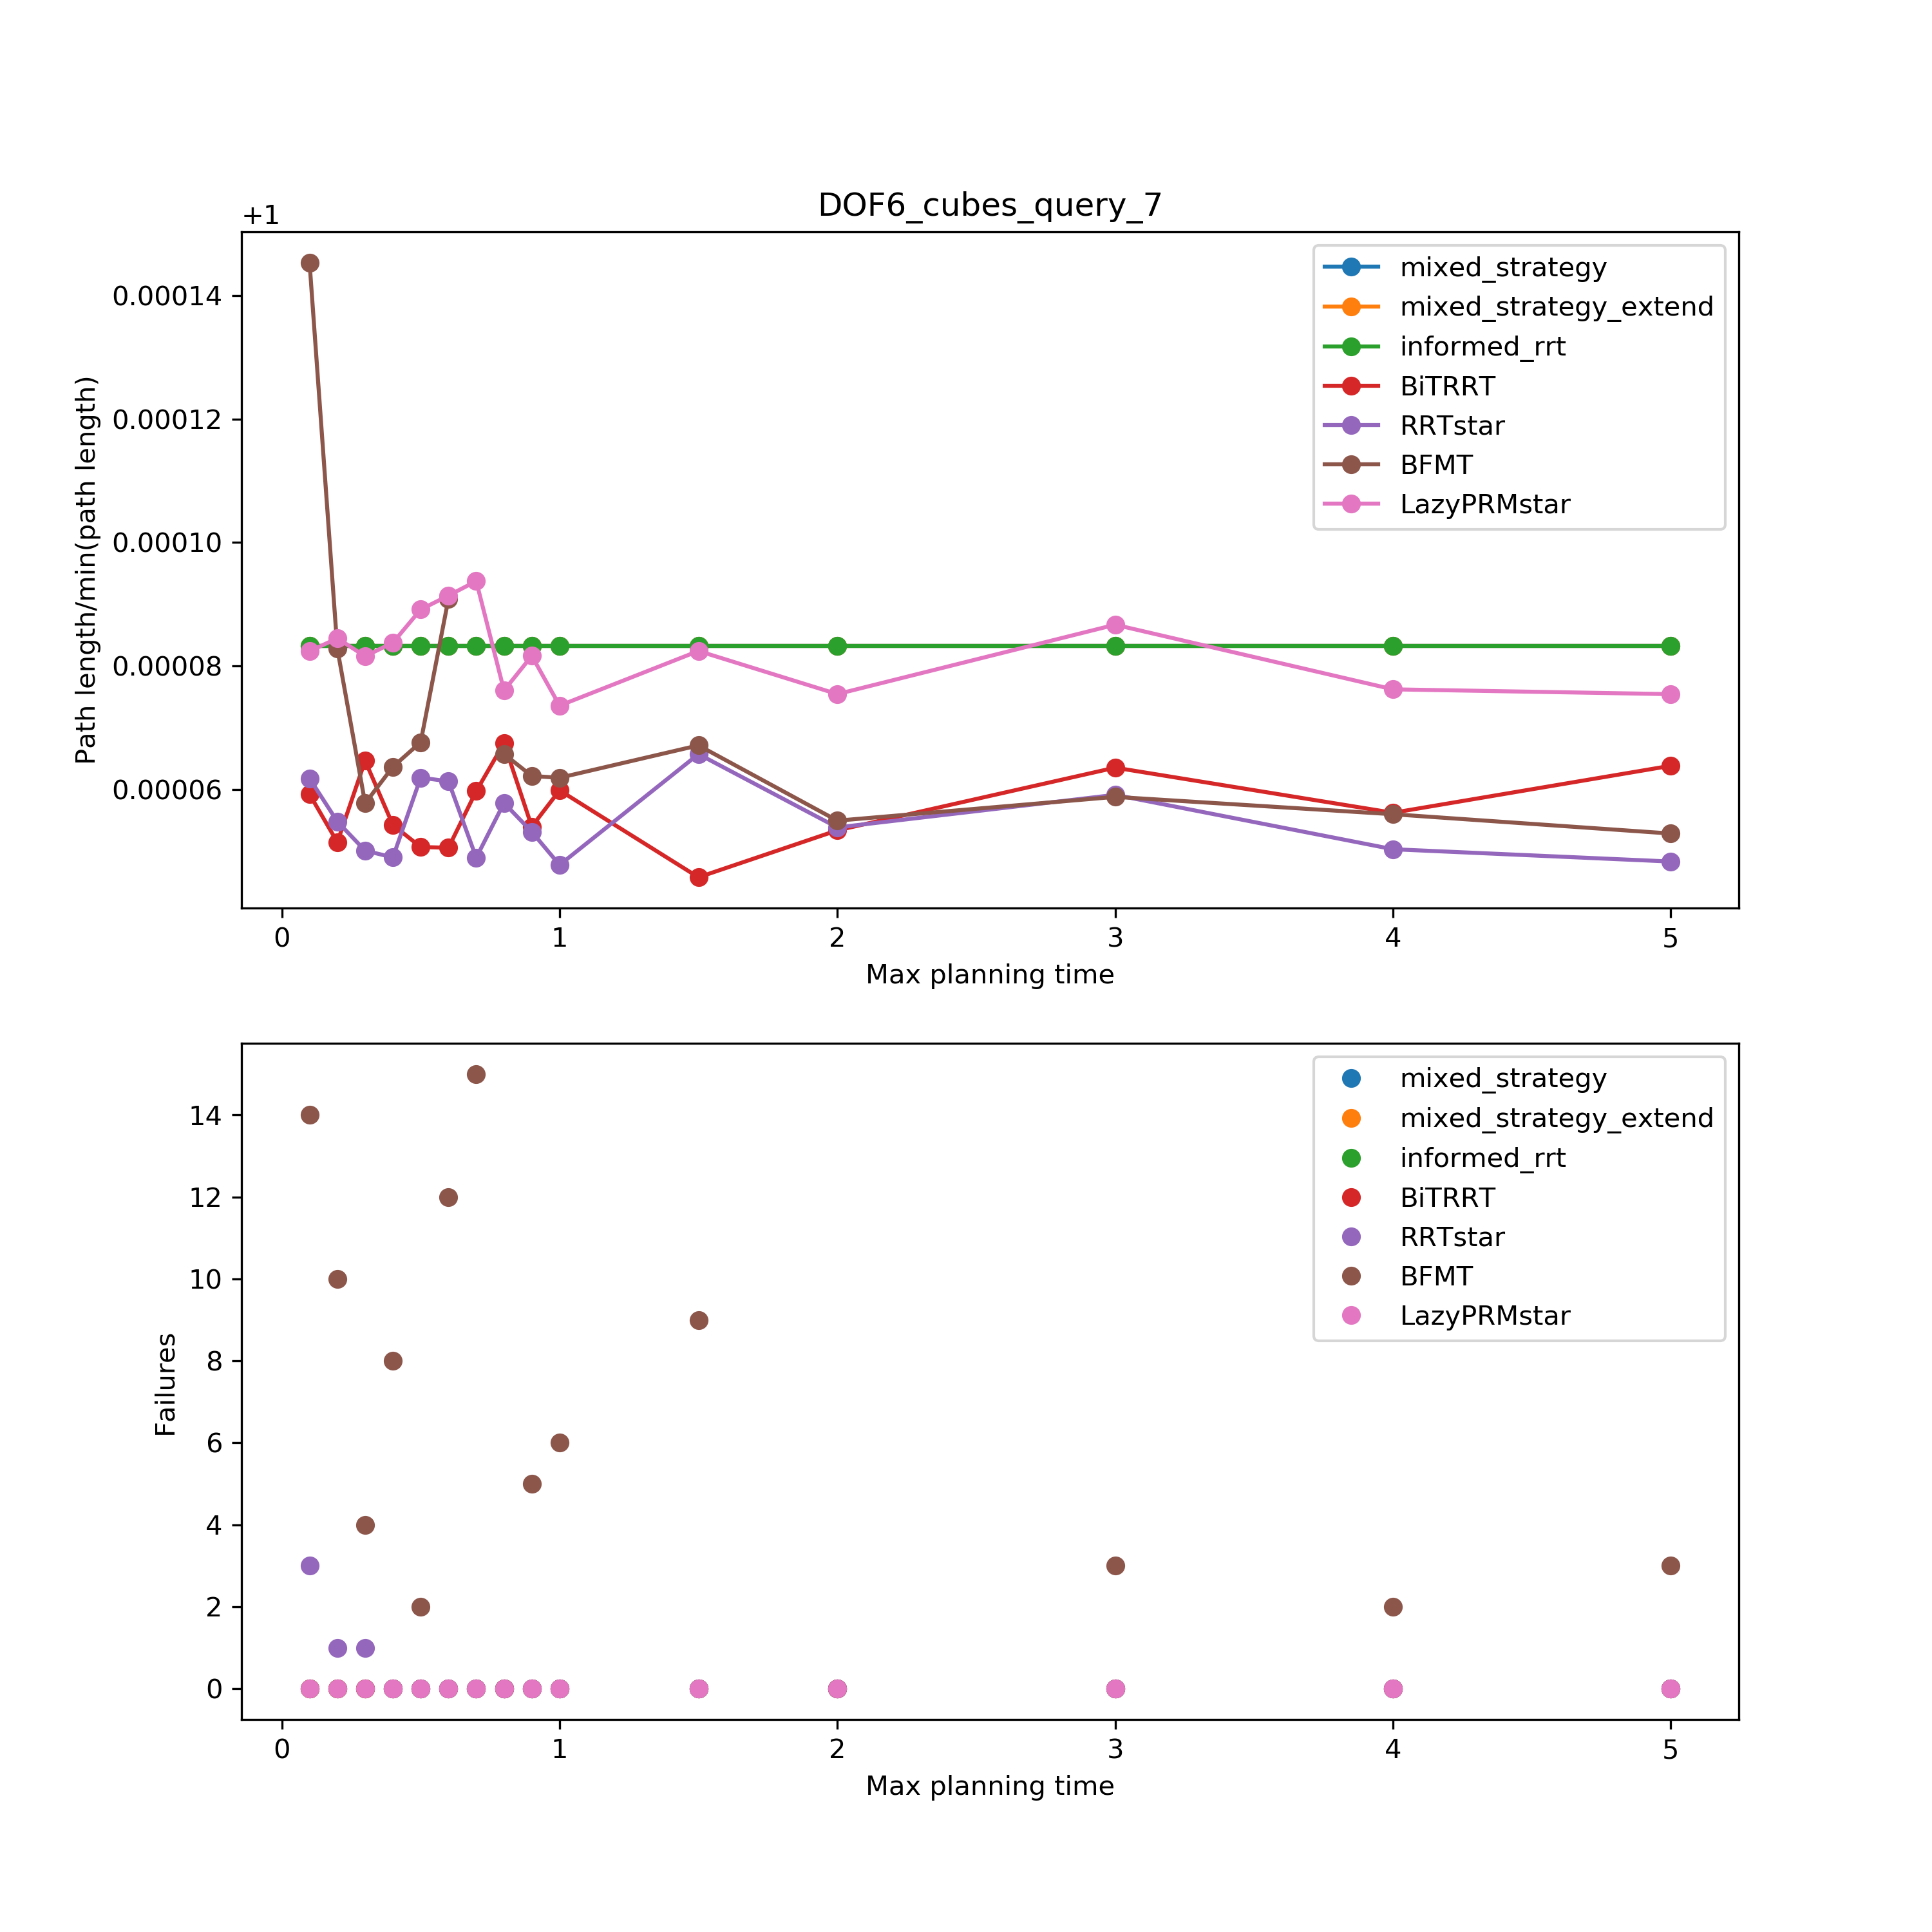 DOF6_cubes_query_7
+1
0.00014
0.00012
0.00010
0.00008
0.00006
Path length/min(path length)
mixed_strategy
mixed_strategy_extend
informed_rrt
BiTRRT
RRTstar
BFMT
LazyPRMstar
0 1 2 3 4 5
Max planning time
14
12
10
8
6
4
2
0
Failures
mixed_strategy
mixed_strategy_extend
informed_rrt
BiTRRT
RRTstar
BFMT
LazyPRMstar
0 1 2 3 4 5
Max planning time